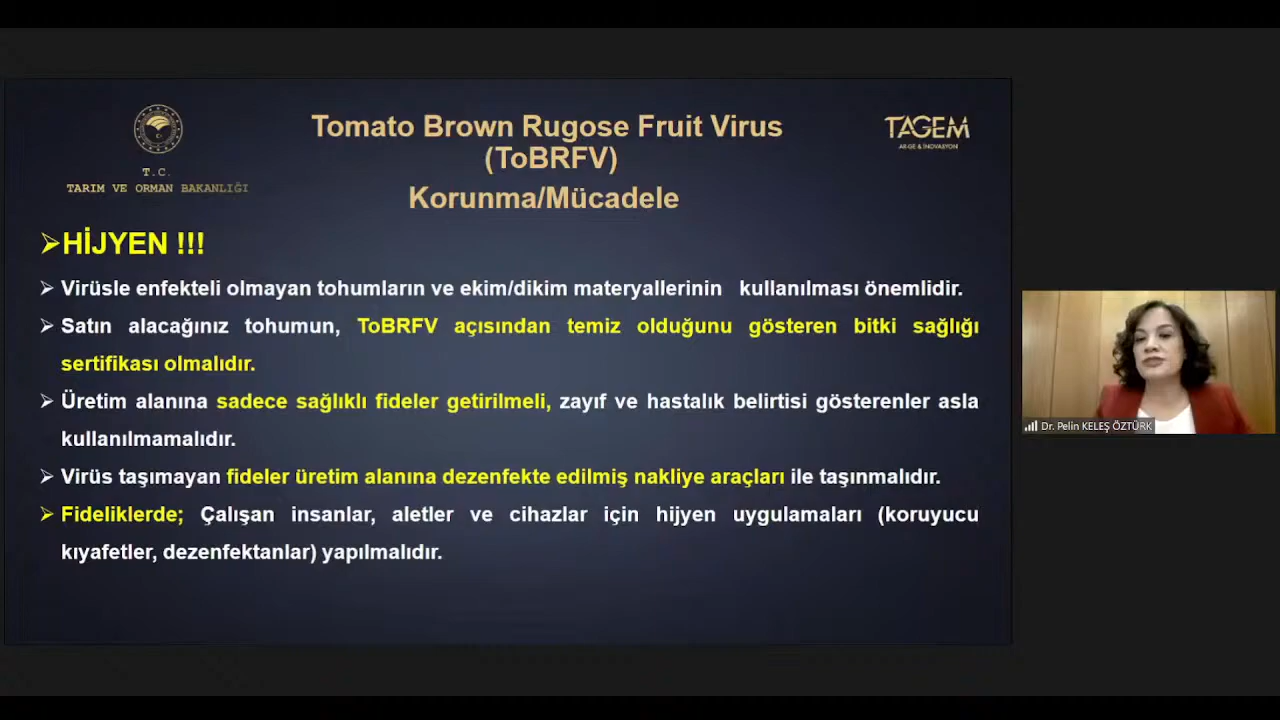 T.C.
TARIM VE ORMAN BAKANLIĞI
Tomato Brown Rugose Fruit Virus
(ToBRFV)
Korunma/Mücadele
TAGEM
AR-GE & İNOVASYON
➢HİJYEN !!!
➢ Virüsle enfekteli olmayan tohumların ve ekim/dikim materyallerinin kullanılması önemlidir.
➢ Satın alacağınız tohumun, ToBRFV açısından temiz olduğunu gösteren bitki sağlığı
sertifikası olmalıdır.
➢ Üretim alanına sadece sağlıklı fideler getirilmeli, zayıf ve hastalık belirtisi gösterenler asla
kullanılmamalıdır.
➢ Virüs taşımayan fideler üretim alanına dezenfekte edilmiş nakliye araçları ile taşınmalıdır.
➢ Fideliklerde; Çalışan insanlar, aletler ve cihazlar için hijyen uygulamaları (koruyucu
kıyafetler, dezenfektanlar) yapılmalıdır.
Dr. Pelin KELEŞ ÖZTÜRK